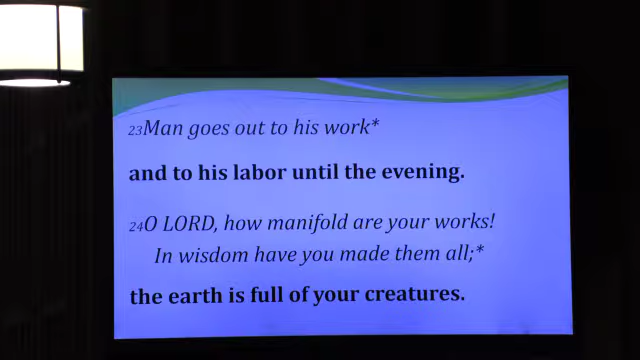 23Man goes out to his work*
and to his labor until the evening.
24O LORD, how manifold are your works!
In wisdom have you made them all;*
the earth is full of your creatures.